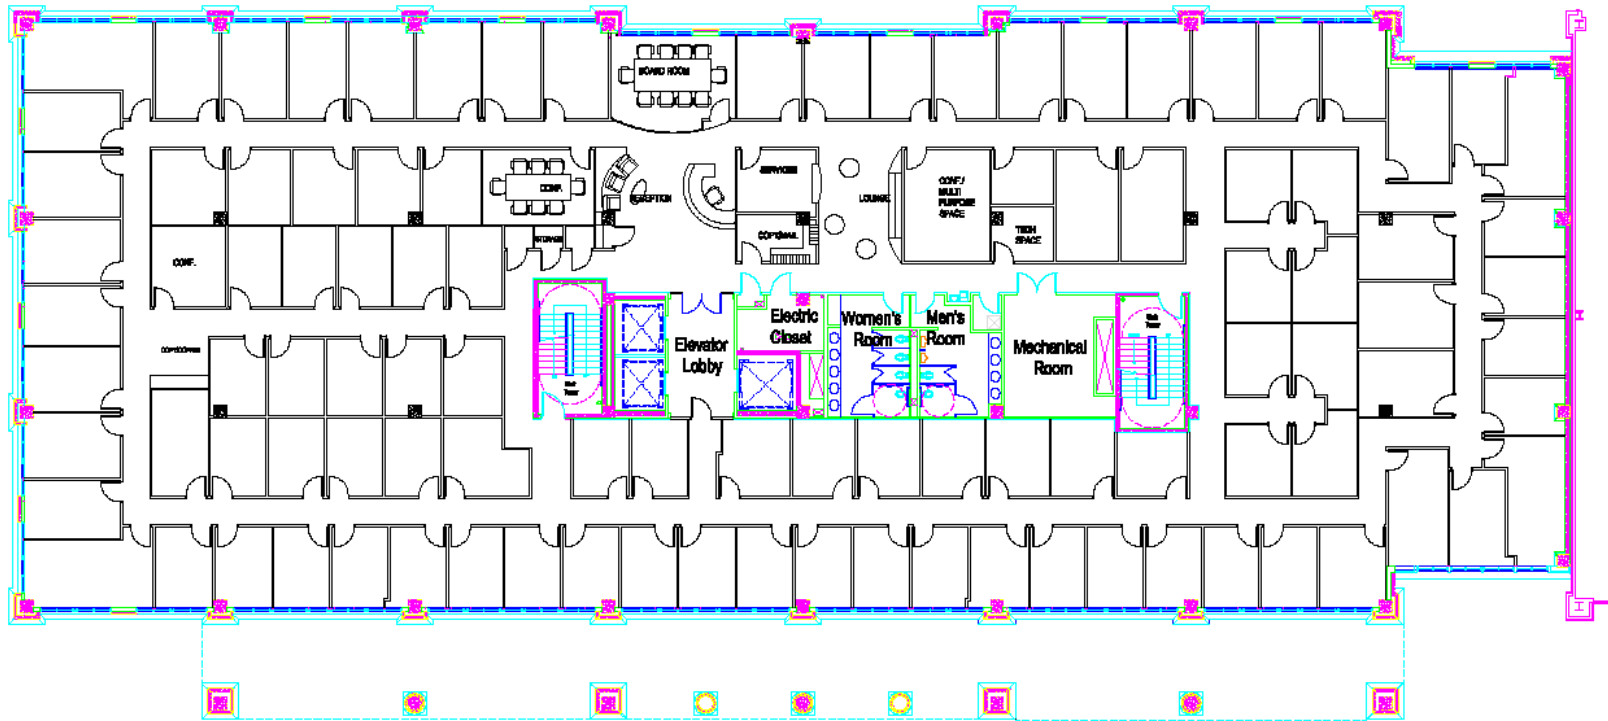 BOARD ROOM
CONF.
RECEPTION
SERVICES
LOUNGE
CONF./
MULTI
PURPOSE
SPACE
COPY/MAIL
TECH
SPACE
STORAGE
CONF.
Electric
Closet
Women's
Room
Men's
Room
Elevator
Lobby
Mechanical
Room